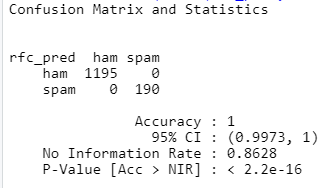 Confusion Matrix and Statistics
rfc_pred ham spam
ham 1195 0
spam 0 190
Accuracy : 1
95% CI : (0.9973, 1)
No Information Rate : 0.8628
P-Value [Acc > NIR] : < 2.2e-16